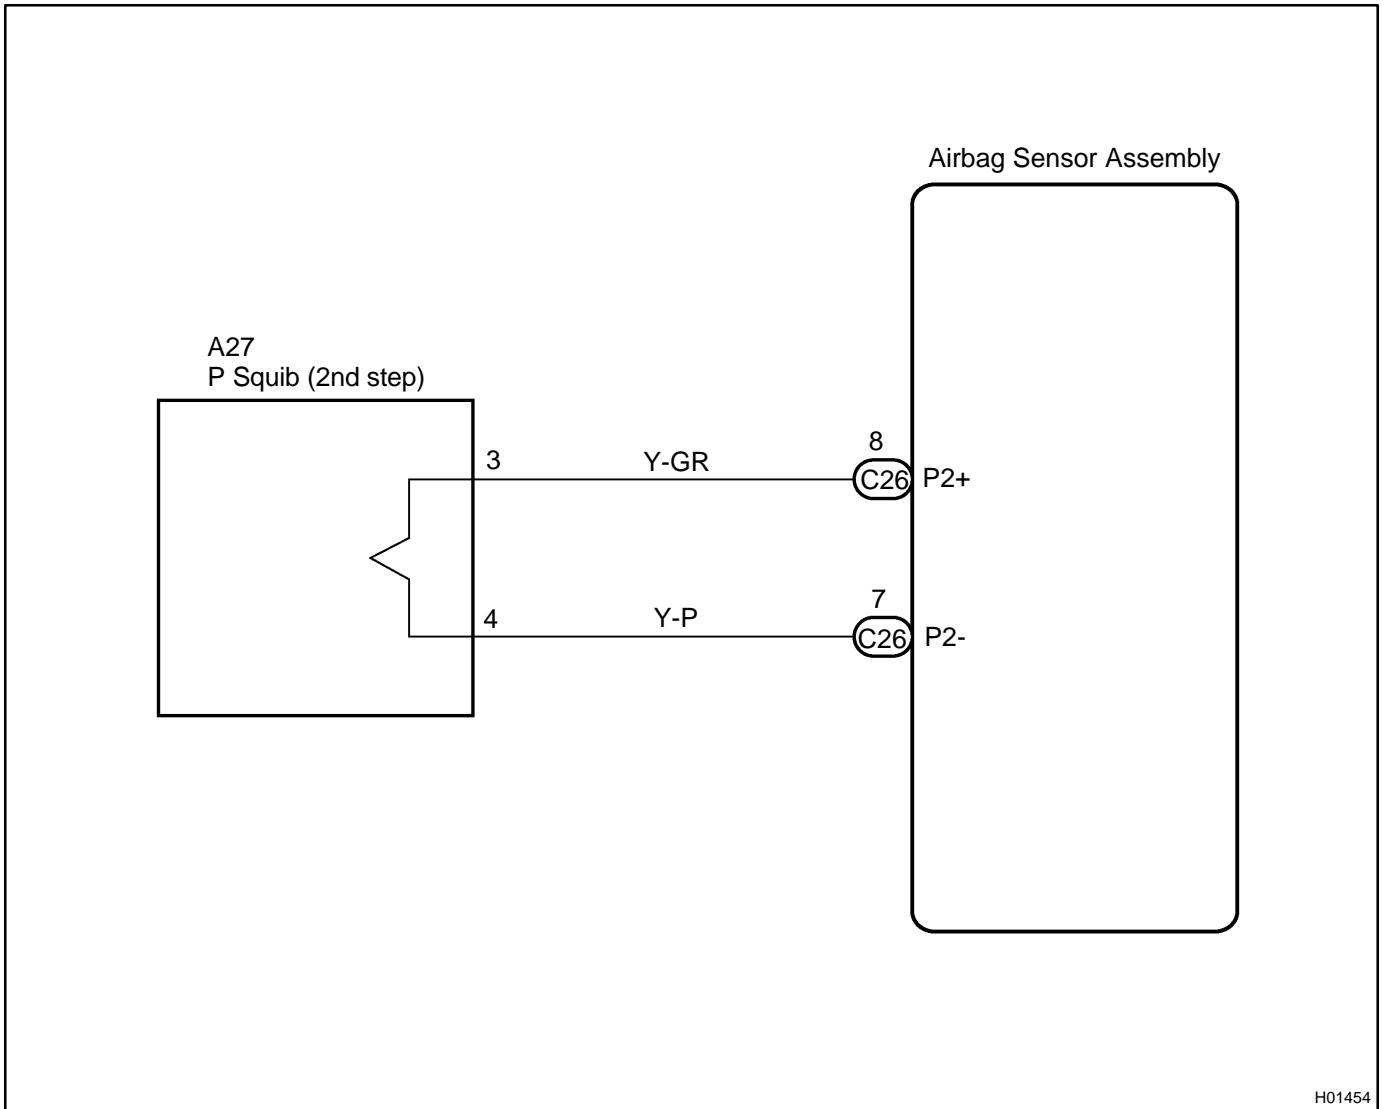 Airbag Sensor Assembly
A27
P Squib (2nd step)
3
Y-GR
8
C26
P2+
4
Y-P
7
C26
P2-
H01454